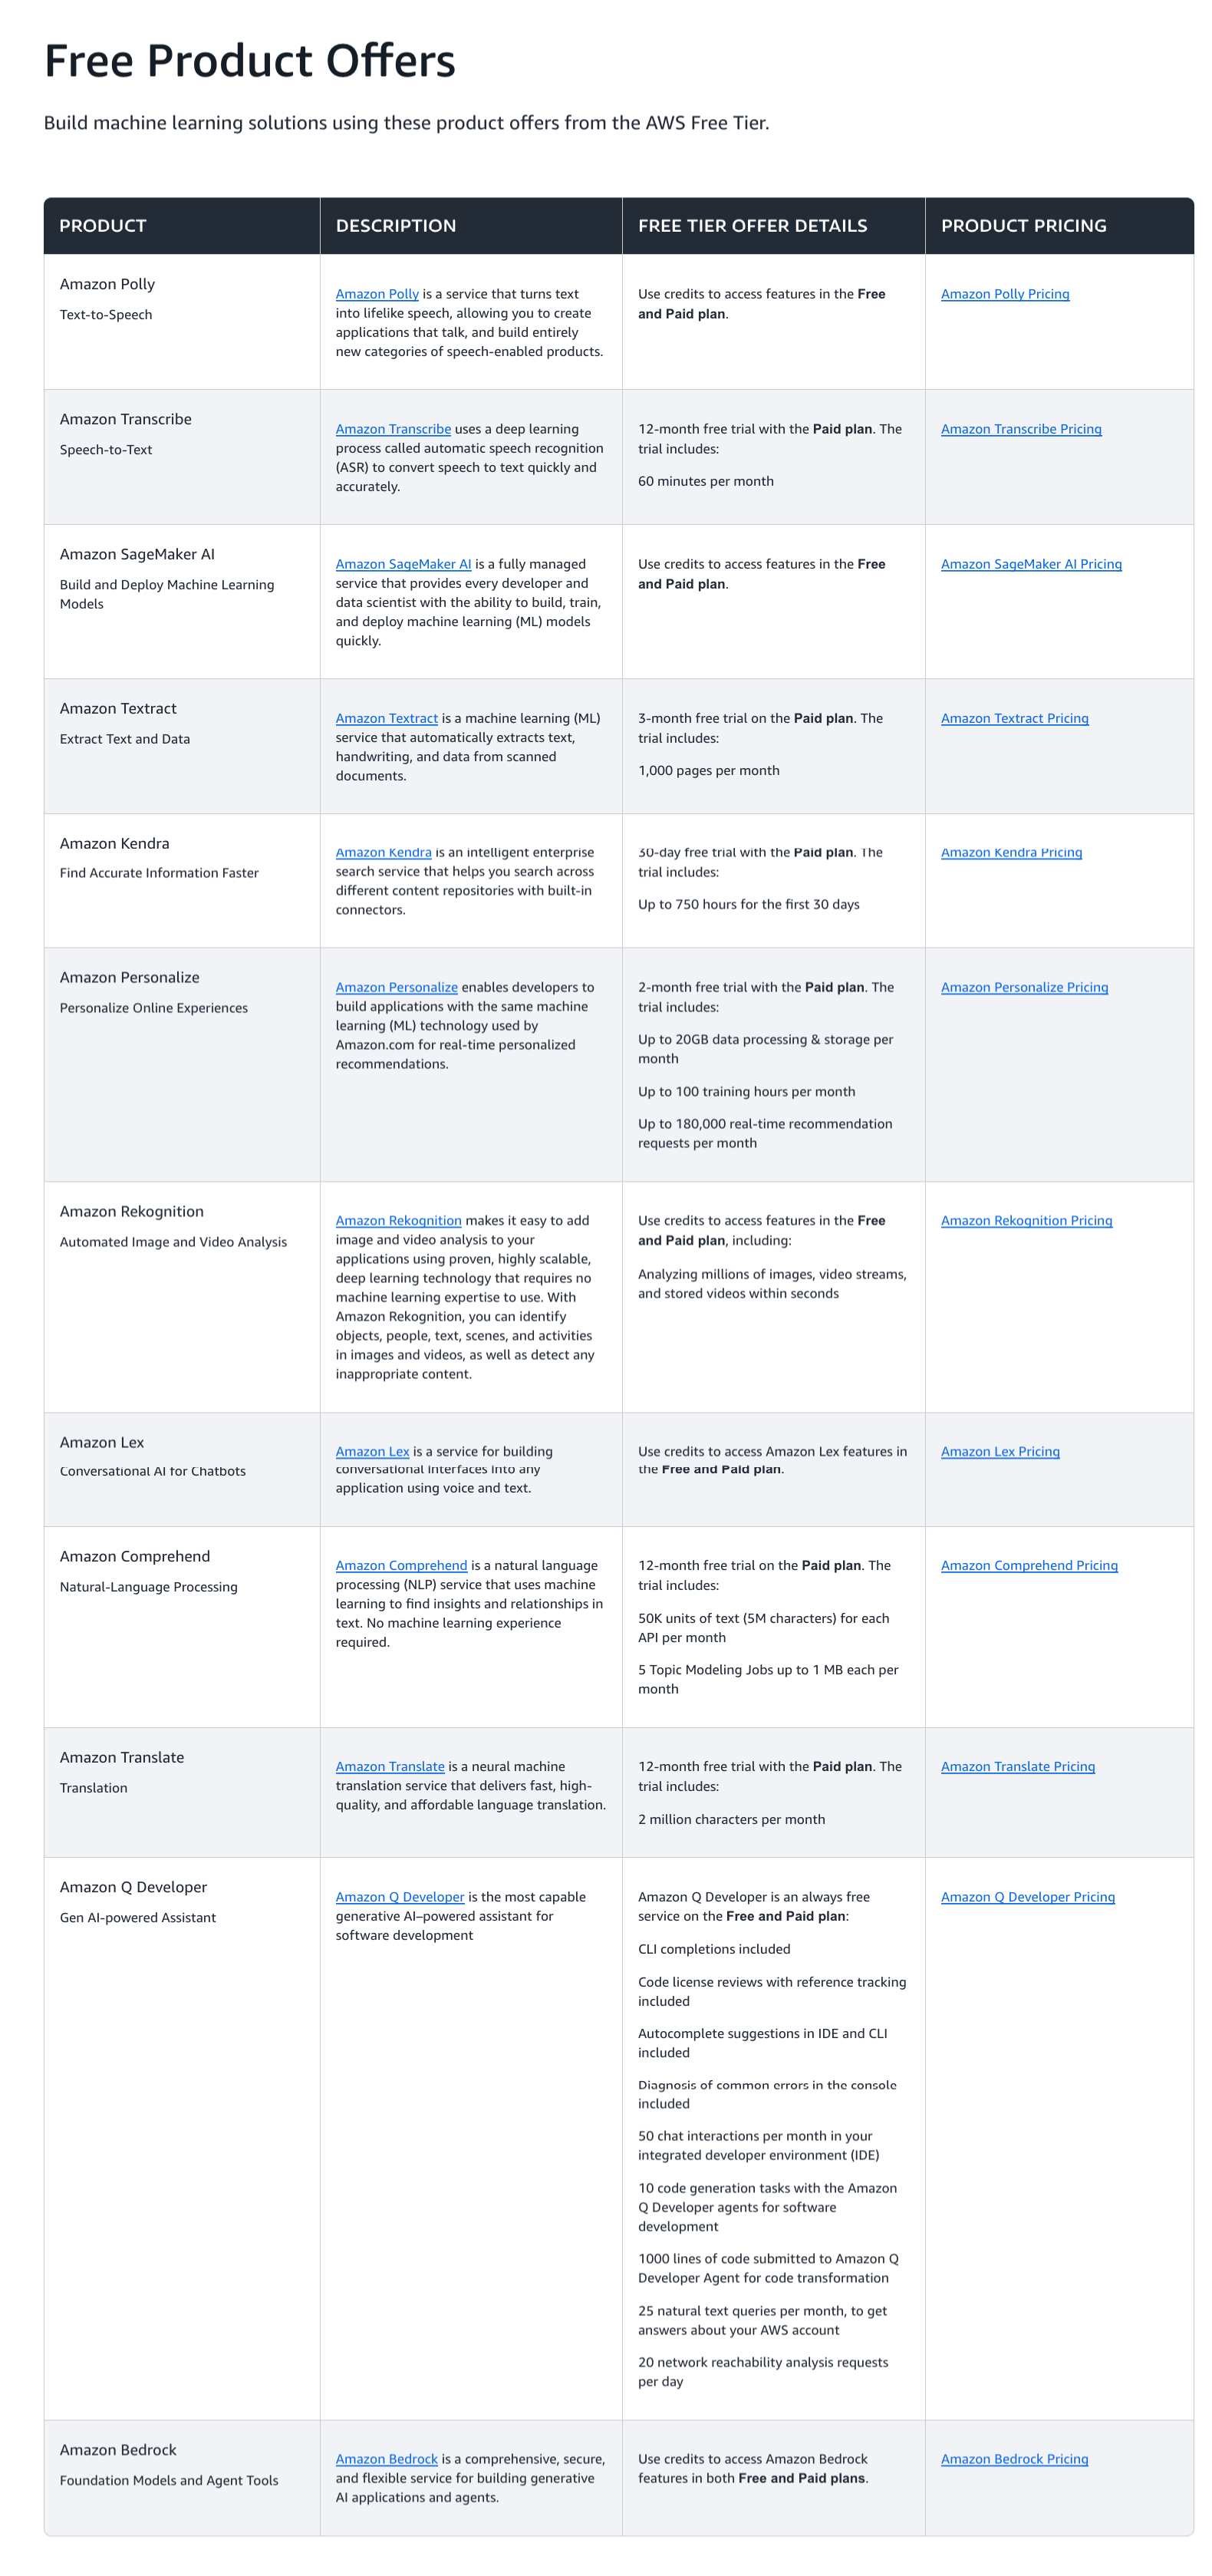 Free Product Offers
Build machine learning solutions using these product offers from the AWS Free Tier.
PRODUCT
DESCRIPTION
FREE TIER OFFER DETAILS
PRODUCT PRICING
Amazon Polly
Text-to-Speech
Amazon Polly is a service that turns text
into lifelike speech, allowing you to create
applications that talk, and build entirely
new categories of speech-enabled products.
Use credits to access features in the Free
and Paid plan.
Amazon Polly Pricing
Amazon Transcribe
Speech-to-Text
Amazon Transcribe uses a deep learning
process called automatic speech recognition
(ASR) to convert speech to text quickly and
accurately.
12-month free trial with the Paid plan. The
trial includes:
60 minutes per month
Amazon Transcribe Pricing
Amazon SageMaker AI
Build and Deploy Machine Learning
Models
Amazon SageMaker AI is a fully managed
service that provides every developer and
data scientist with the ability to build, train,
and deploy machine learning (ML) models
quickly.
Use credits to access features in the Free
and Paid plan.
Amazon SageMaker AI Pricing
Amazon Textract
Extract Text and Data
Amazon Textract is a machine learning (ML)
service that automatically extracts text,
handwriting, and data from scanned
documents.
3-month free trial on the Paid plan. The
trial includes:
1,000 pages per month
Amazon Textract Pricing
Amazon Kendra
Find Accurate Information Faster
Amazon Kendra is an intelligent enterprise
search service that helps you search across
different content repositories with built-in
connectors.
30-day free trial with the Paid plan. The
trial includes:
Up to 750 hours for the first 30 days
Amazon Kendra Pricing
Amazon Personalize
Personalize Online Experiences
Amazon Personalize enables developers to
build applications with the same machine
learning (ML) technology used by
Amazon.com for real-time personalized
recommendations.
2-month free trial with the Paid plan. The
trial includes:
Up to 20GB data processing & storage per
month
Up to 100 training hours per month
Up to 180,000 real-time recommendation
requests per month
Amazon Personalize Pricing
Amazon Rekognition
Automated Image and Video Analysis
Amazon Rekognition makes it easy to add
image and video analysis to your
applications using proven, highly scalable,
deep learning technology that requires no
machine learning expertise to use. With
Amazon Rekognition, you can identify
objects, people, text, scenes, and activities
in images and videos, as well as detect any
inappropriate content.
Use credits to access features in the Free
and Paid plan, including:
Analyzing millions of images, video streams,
and stored videos within seconds
Amazon Rekognition Pricing
Amazon Lex
Conversational AI for Chatbots
Amazon Lex is a service for building
conversational interfaces into any
application using voice and text.
Use credits to access Amazon Lex features in
the Free and Paid plan.
Amazon Lex Pricing
Amazon Comprehend
Natural-Language Processing
Amazon Comprehend is a natural language
processing (NLP) service that uses machine
learning to find insights and relationships in
text. No machine learning experience
required.
12-month free trial on the Paid plan. The
trial includes:
50K units of text (5M characters) for each
API per month
5 Topic Modeling Jobs up to 1 MB each per
month
Amazon Comprehend Pricing
Amazon Translate
Translation
Amazon Translate is a neural machine
translation service that delivers fast, high-
quality, and affordable language translation.
12-month free trial with the Paid plan. The
trial includes:
2 million characters per month
Amazon Translate Pricing
Amazon Q Developer
Gen AI-powered Assistant
Amazon Q Developer is the most capable
generative AI–powered assistant for
software development
Amazon Q Developer is an always free
service on the Free and Paid plan:
CLI completions included
Code license reviews with reference tracking
included
Autocomplete suggestions in IDE and CLI
included
Diagnosis of common errors in the console
included
50 chat interactions per month in your
integrated developer environment (IDE)
10 code generation tasks with the Amazon
Q Developer agents for software
development
1000 lines of code submitted to Amazon Q
Developer Agent for code transformation
25 natural text queries per month, to get
answers about your AWS account
20 network reachability analysis requests
per day
Amazon Q Developer Pricing
Amazon Bedrock
Foundation Models and Agent Tools
Amazon Bedrock is a comprehensive, secure,
and flexible service for building generative
AI applications and agents.
Use credits to access Amazon Bedrock
features in both Free and Paid plans.
Amazon Bedrock Pricing